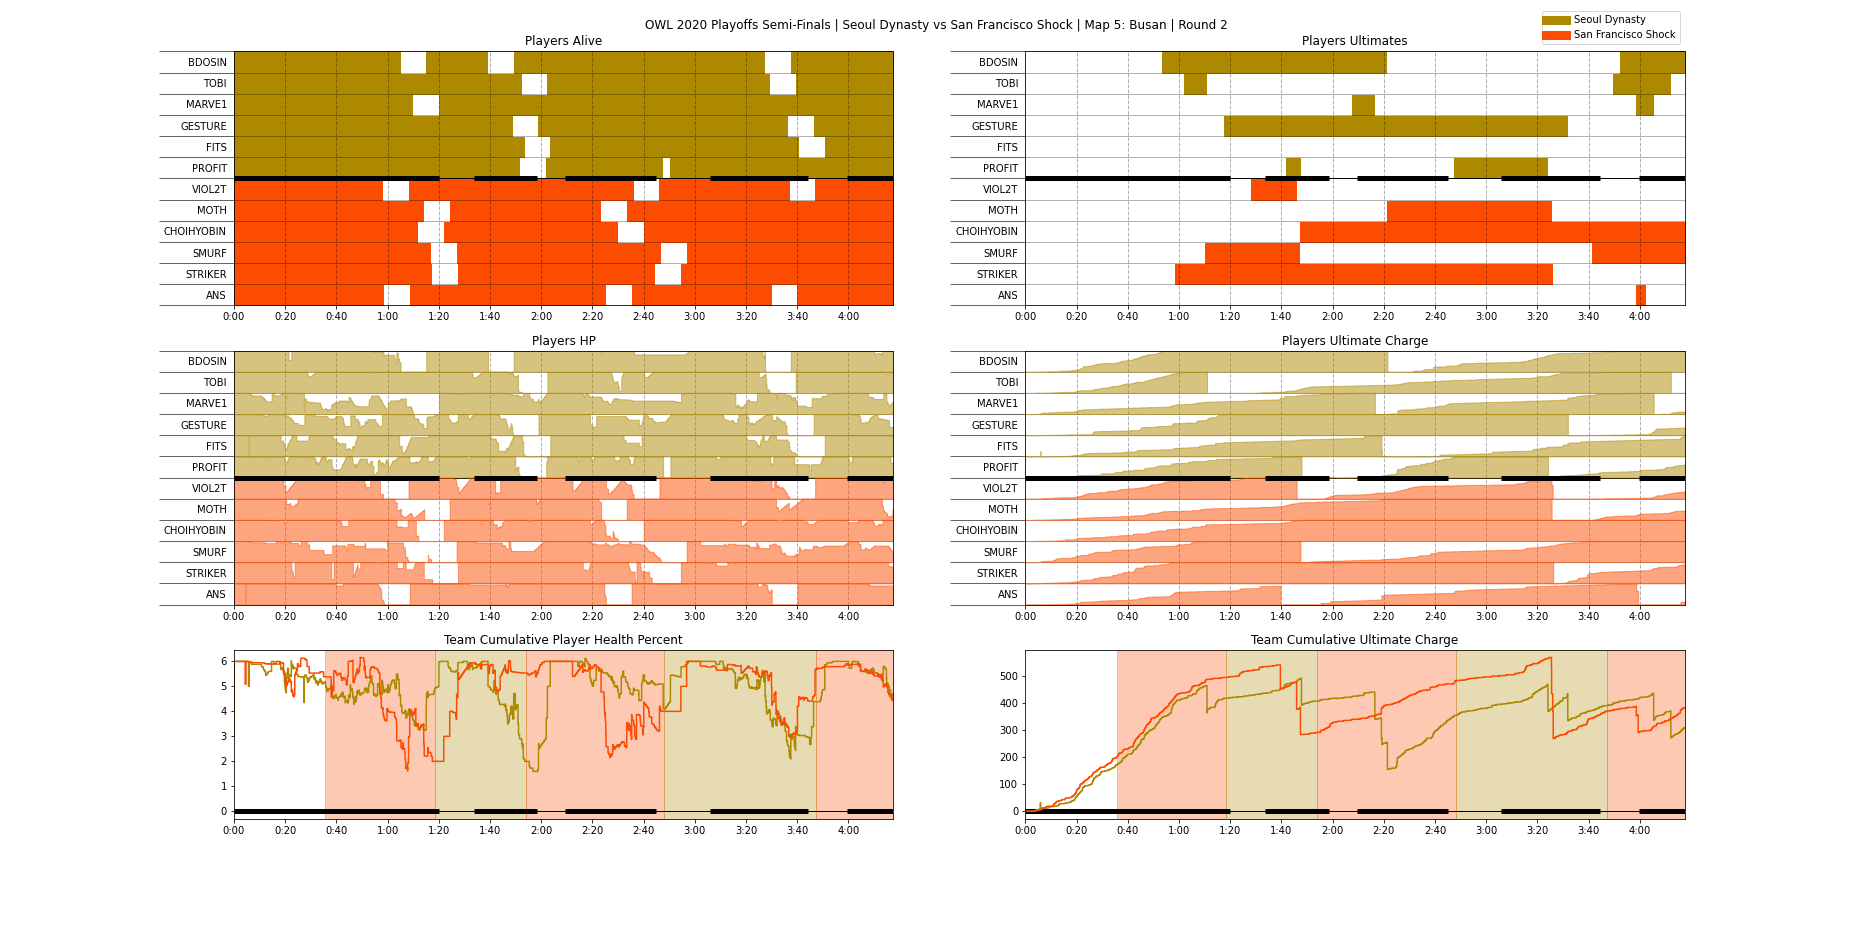 OWL 2020 Playoffs Semi-Finals | Seoul Dynasty vs San Francisco Shock | Map 5: Busan | Round 2
Seoul Dynasty
San Francisco Shock
Players Alive
BDOSIN
TOBI
MARVE1
GESTURE
FITS
PROFIT
VIOL2T
MOTH
CHOIHYOBIN
SMURF
STRIKER
ANS
0:00 0:20 0:40 1:00 1:20 1:40 2:00 2:20 2:40 3:00 3:20 3:40 4:00
Players Ultimates
BDOSIN
TOBI
MARVE1
GESTURE
FITS
PROFIT
VIOL2T
MOTH
CHOIHYOBIN
SMURF
STRIKER
ANS
0:00 0:20 0:40 1:00 1:20 1:40 2:00 2:20 2:40 3:00 3:20 3:40 4:00
Players HP
BDOSIN
TOBI
MARVE1
GESTURE
FITS
PROFIT
VIOL2T
MOTH
CHOIHYOBIN
SMURF
STRIKER
ANS
0:00 0:20 0:40 1:00 1:20 1:40 2:00 2:20 2:40 3:00 3:20 3:40 4:00
Players Ultimate Charge
BDOSIN
TOBI
MARVE1
GESTURE
FITS
PROFIT
VIOL2T
MOTH
CHOIHYOBIN
SMURF
STRIKER
ANS
0:00 0:20 0:40 1:00 1:20 1:40 2:00 2:20 2:40 3:00 3:20 3:40 4:00
Team Cumulative Player Health Percent
6
5
4
3
2
1
0
0:00 0:20 0:40 1:00 1:20 1:40 2:00 2:20 2:40 3:00 3:20 3:40 4:00
Team Cumulative Ultimate Charge
500
400
300
200
100
0
0:00 0:20 0:40 1:00 1:20 1:40 2:00 2:20 2:40 3:00 3:20 3:40 4:00